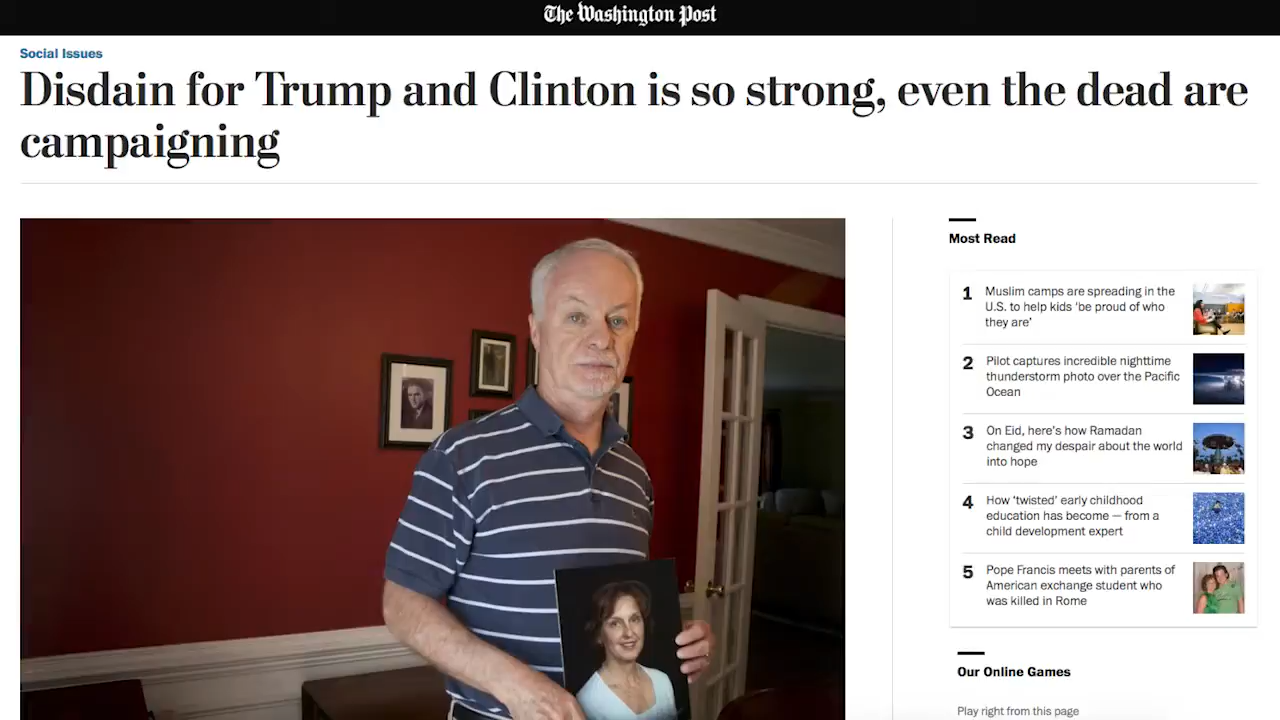 The Washington Post
Social Issues
Disdain for Trump and Clinton is so strong, even the dead are
campaigning
Most Read
1
Muslim camps are spreading in the
U.S. to help kids 'be proud of who
they are'
2
Pilot captures incredible nighttime
thunderstorm photo over the Pacific
Ocean
3
On Eid, here's how Ramadan
changed my despair about the world
into hope
4
How 'twisted' early childhood
education has become — from a
child development expert
5
Pope Francis meets with parents of
American exchange student who
was killed in Rome
Our Online Games
Play right from this page